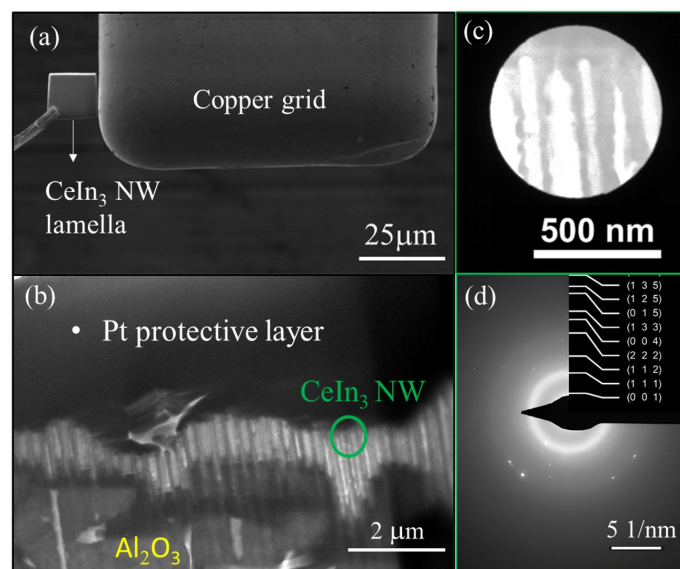 (a)
Copper grid
CeIn₃ NW
lamella
25μm
(b)
• Pt protective layer
CeIn₃ NW
Al₂O₃
2 μm
(c)
500 nm
(d)
(1 3 5)
(1 2 5)
(0 1 5)
(1 3 3)
(0 0 4)
(2 2 2)
(1 1 2)
(1 1 1)
(0 0 1)
5 1/nm